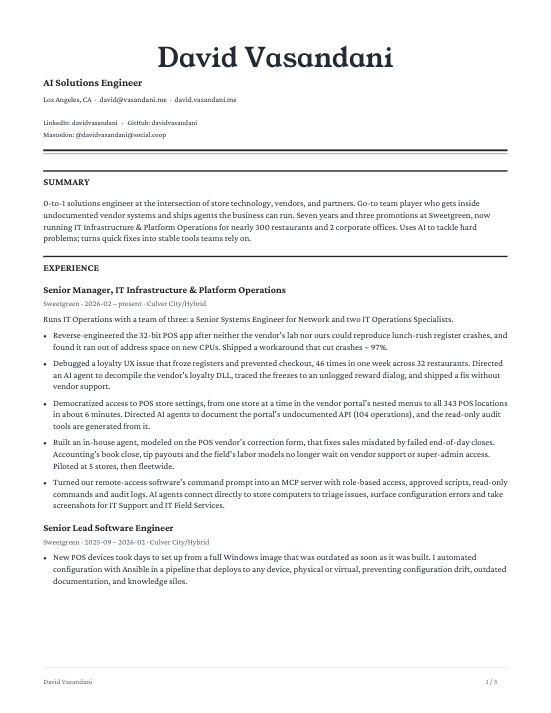 David Vasandani
AI Solutions Engineer
Los Angeles, CA · david@vasandani.me · david.vasandani.me
LinkedIn: davidvasandani · GitHub: davidvasandani
Mastodon: @davidvasandani@social.coop
SUMMARY
0-to-1 solutions engineer at the intersection of store technology, vendors, and partners. Go-to team player who gets inside
undocumented vendor systems and ships agents the business can run. Seven years and three promotions at Sweetgreen, now
running IT Infrastructure & Platform Operations for nearly 300 restaurants and 2 corporate offices. Uses AI to tackle hard
problems; turns quick fixes into stable tools teams rely on.
EXPERIENCE
Senior Manager, IT Infrastructure & Platform Operations
Sweetgreen · 2026-02 – present · Culver City/Hybrid
Runs IT Operations with a team of three: a Senior Systems Engineer for Network and two IT Operations Specialists.
• Reverse-engineered the 32-bit POS app after neither the vendor's lab nor ours could reproduce lunch-rush register crashes, and
found it ran out of address space on new CPUs. Shipped a workaround that cut crashes ~ 97%.
• Debugged a loyalty UX issue that froze registers and prevented checkout, 46 times in one week across 32 restaurants. Directed
an AI agent to decompile the vendor's loyalty DLL, traced the freezes to an unlogged reward dialog, and shipped a fix without
vendor support.
• Democratized access to POS store settings, from one store at a time in the vendor portal's nested menus to all 343 POS locations
in about 6 minutes. Directed AI agents to document the portal's undocumented API (104 operations), and the read-only audit
tools are generated from it.
• Built an in-house agent, modeled on the POS vendor's correction form, that fixes sales misdated by failed end-of-day closes.
Accounting's book close, tip payouts and the field's labor models no longer wait on vendor support or super-admin access.
Piloted at 5 stores, then fleetwide.
• Turned our remote-access software's command prompt into an MCP server with role-based access, approved scripts, read-only
commands and audit logs. AI agents connect directly to store computers to triage issues, surface configuration errors and take
screenshots for IT Support and IT Field Services.
Senior Lead Software Engineer
Sweetgreen · 2025-09 – 2026-02 · Culver City/Hybrid
• New POS devices took days to set up from a full Windows image that was outdated as soon as it was built. I automated
configuration with Ansible in a pipeline that deploys to any device, physical or virtual, preventing configuration drift, outdated
documentation, and knowledge silos.
David Vasandani
1 / 3